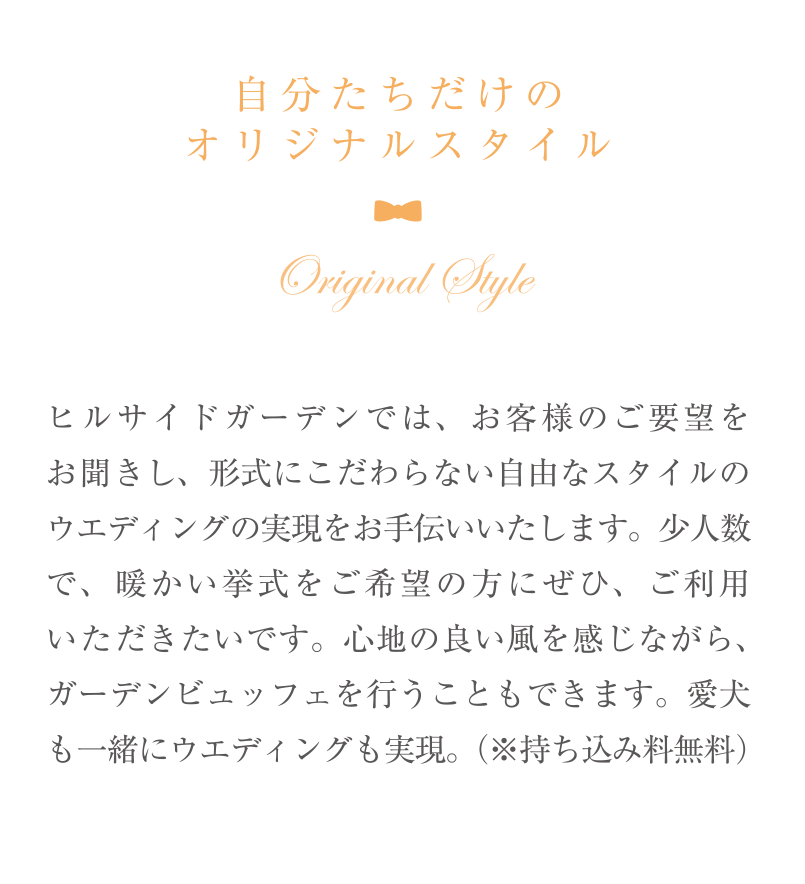 自分たちだけの
オリジナルスタイル
Original Style
ヒルサイドガーデンでは、お客様のご要望を
お聞きし、形式にこだわらない自由なスタイルの
ウエディングの実現をお手伝いいたします。少人数
で、暖かい挙式をご希望の方にぜひ、ご利用
いただきたいです。心地の良い風を感じながら、
ガーデンビュッフェを行うこともできます。愛犬
も一緒にウエディングも実現。（※持ち込み料無料）